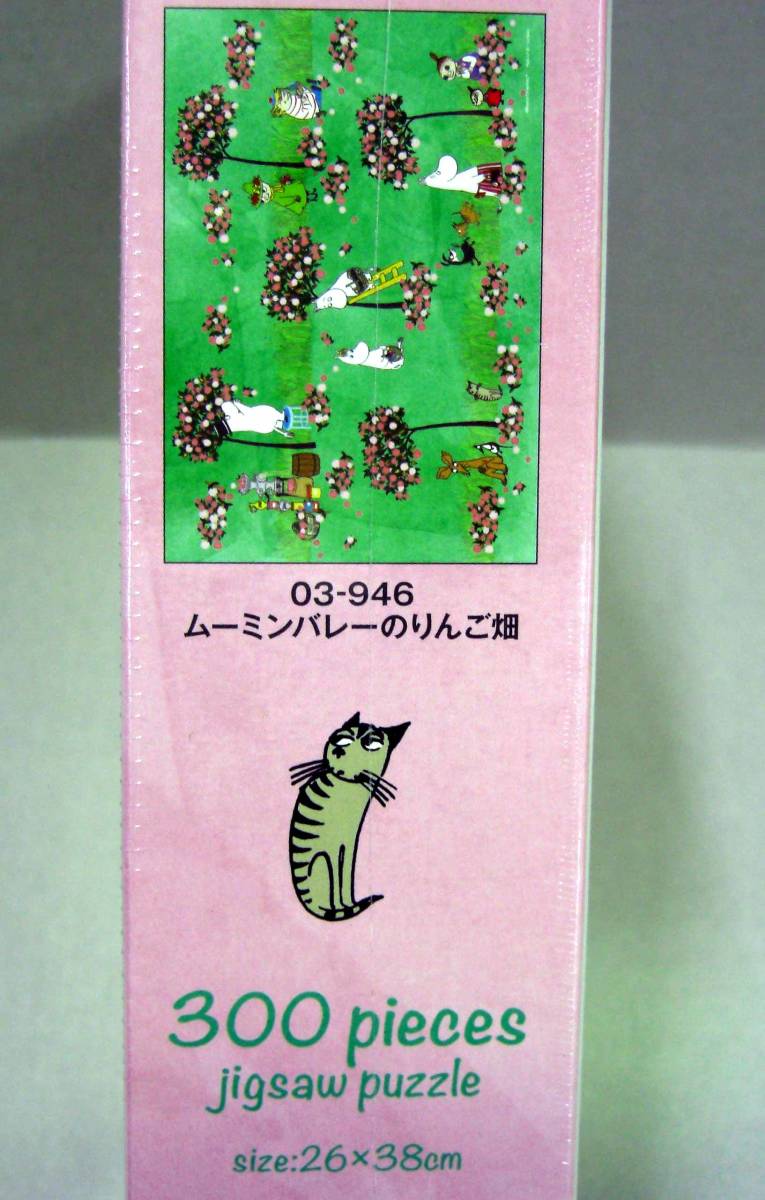 03-946
ムーミンバレーのりんご畑
300 pieces
jigsaw puzzle
size:26×38cm